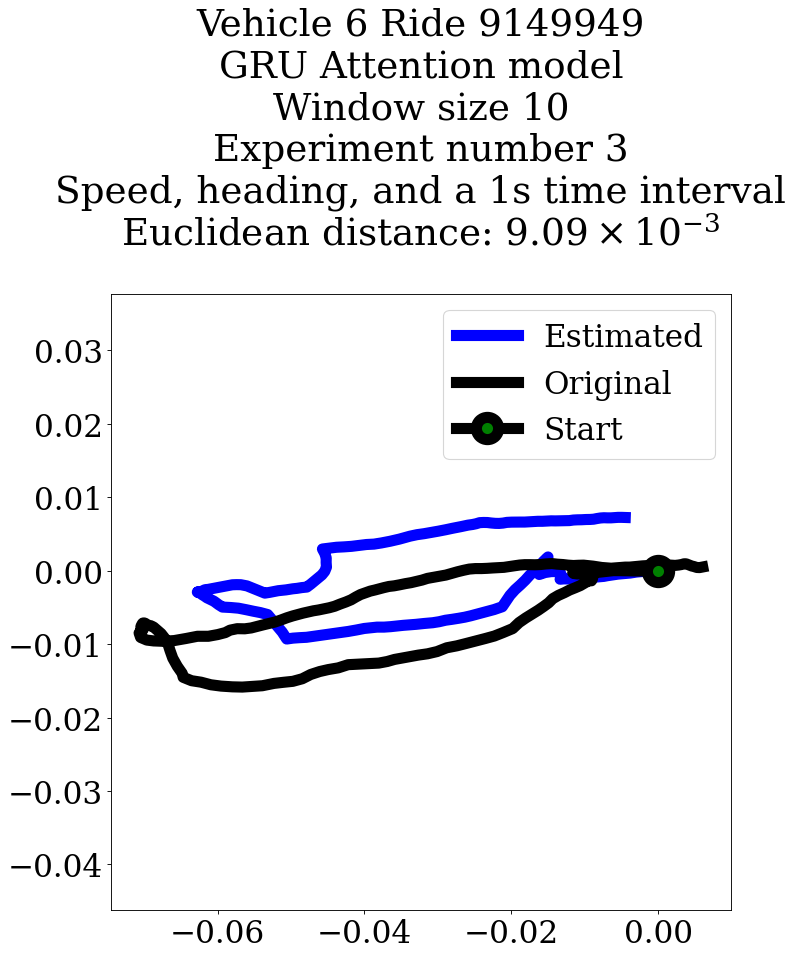 Vehicle 6 Ride 9149949
GRU Attention model
Window size 10
Experiment number 3
Speed, heading, and a 1s time interval
Euclidean distance: 9.09 × 10⁻³
Estimated
Original
Start
0.03
0.02
0.01
0.00
−0.01
−0.02
−0.03
−0.04
−0.06
−0.04
−0.02
0.00